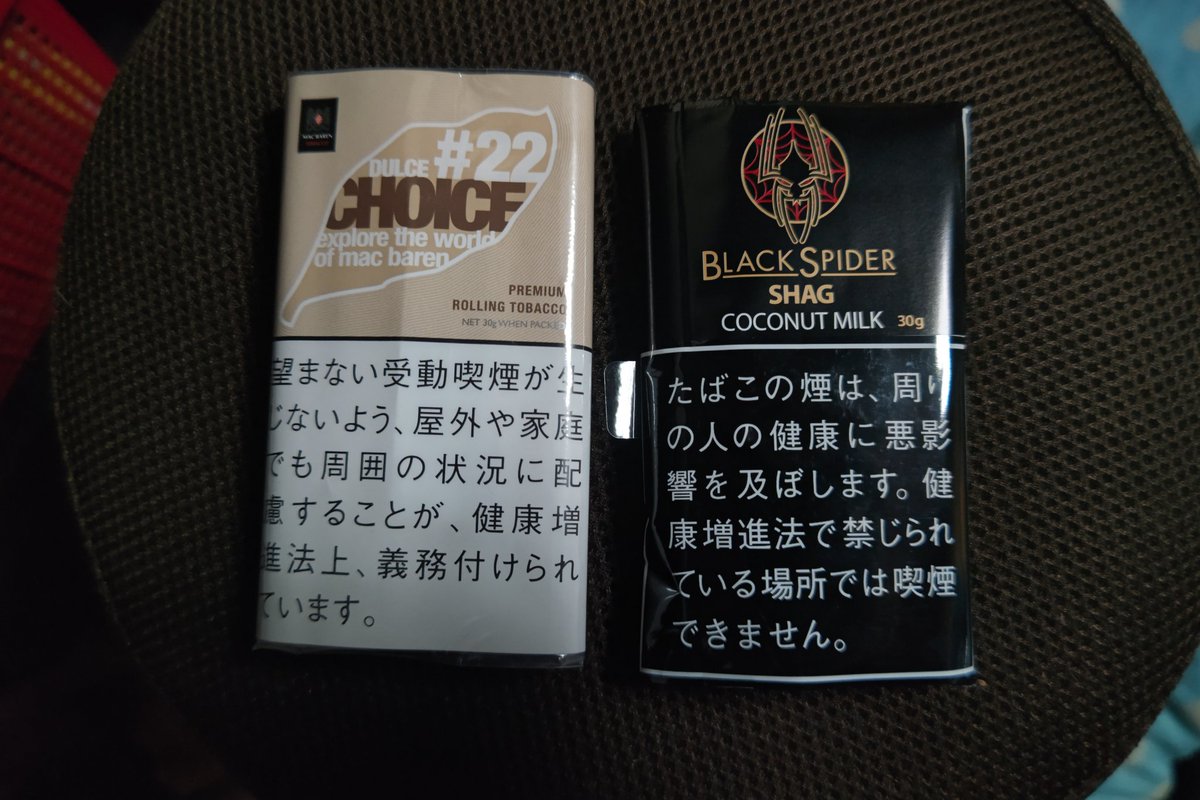 MAC BAREN
#22
DULCE
CHOICE
explore the world
of mac baren
PREMIUM
ROLLING TOBACCO
NET 30g WHEN PACKED
望まない受動喫煙が生
じないよう、屋外や家庭
でも周囲の状況に配
慮することが、健康増
進法上、義務付けられ
ています。
BLACK SPIDER
SHAG
COCONUT MILK 30g
たばこの煙は、周り
の人の健康に悪影
響を及ぼします。健
康増進法で禁じられ
ている場所では喫煙
できません。